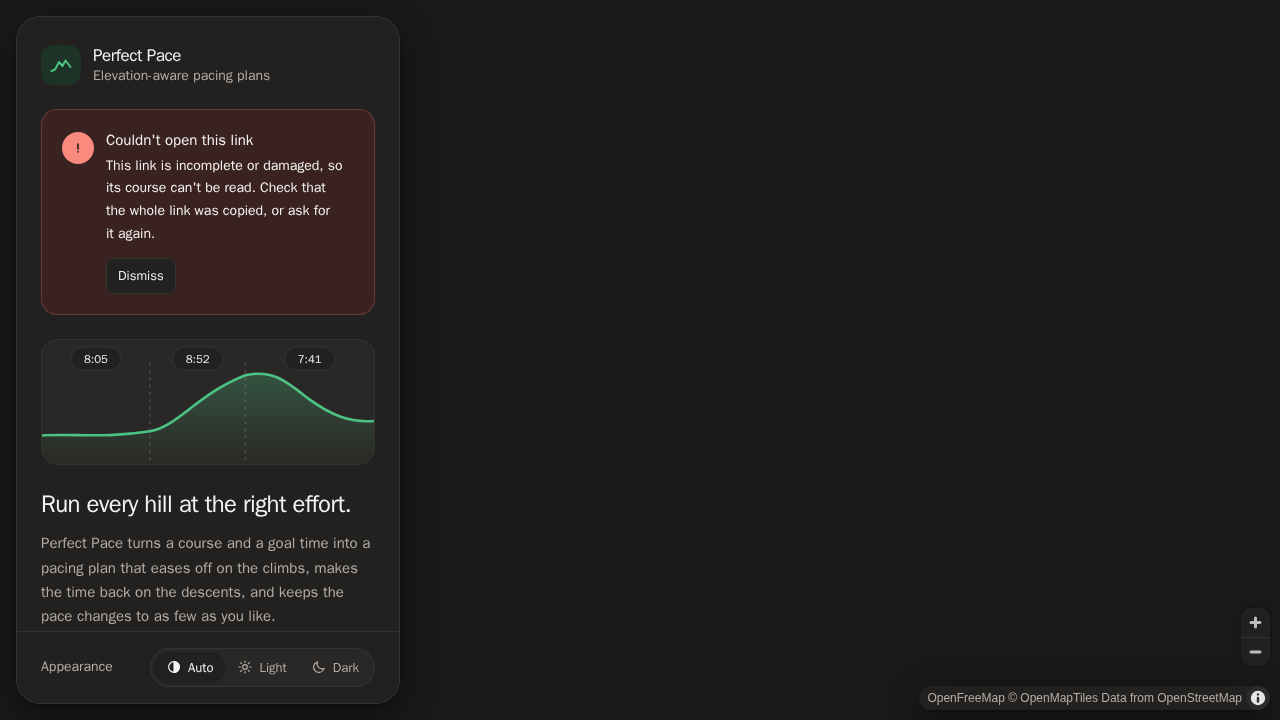 Perfect Pace
Elevation-aware pacing plans
!
Couldn't open this link
This link is incomplete or damaged, so
its course can't be read. Check that
the whole link was copied, or ask for
it again.
Dismiss
8:05
8:52
7:41
Run every hill at the right effort.
Perfect Pace turns a course and a goal time into a
pacing plan that eases off on the climbs, makes
the time back on the descents, and keeps the
pace changes to as few as you like.
Appearance
Auto
Light
Dark
OpenFreeMap © OpenMapTiles Data from OpenStreetMap